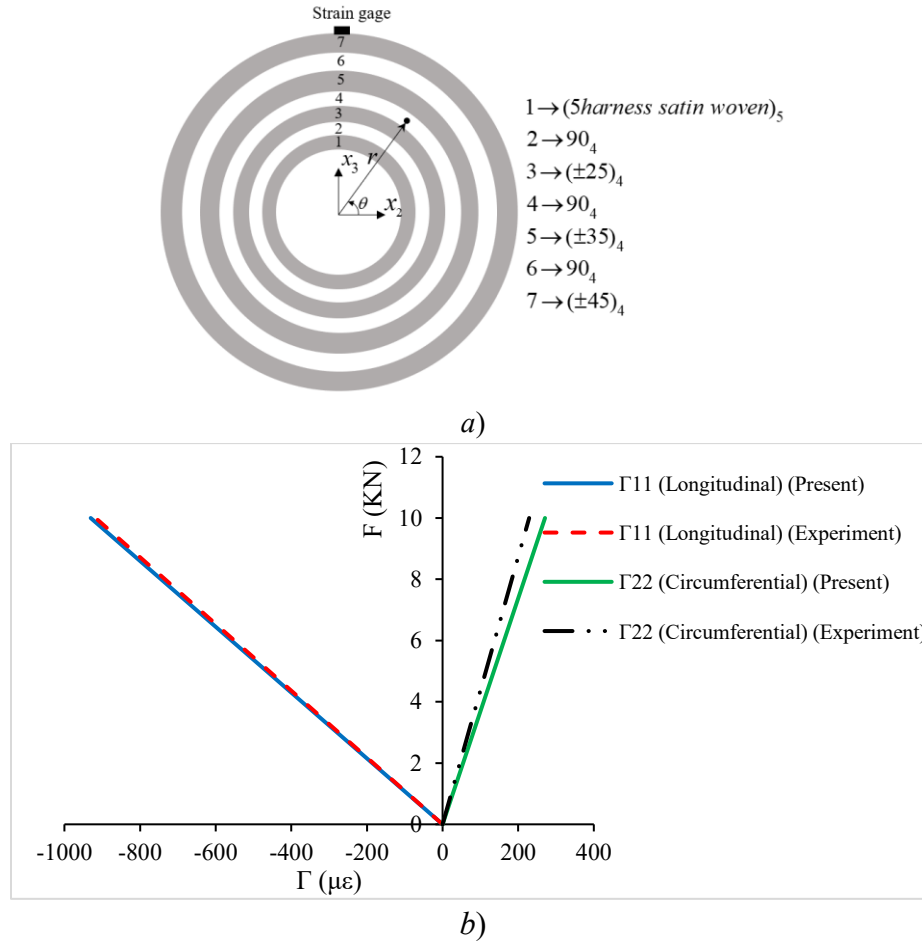 Strain gage
7
6
5
4
3
2
1
x₃
r
θ
x₂
1→(5harness satin woven)₅
2→90₄
3→(±25)₄
4→90₄
5→(±35)₄
6→90₄
7→(±45)₄
a)
F (KN)
12
10
8
6
4
2
0
-1000 -800 -600 -400 -200 0 200 400
Γ (με)
Γ11 (Longitudinal) (Present)
Γ11 (Longitudinal) (Experiment)
Γ22 (Circumferential) (Present)
Γ22 (Circumferential) (Experiment)
b)